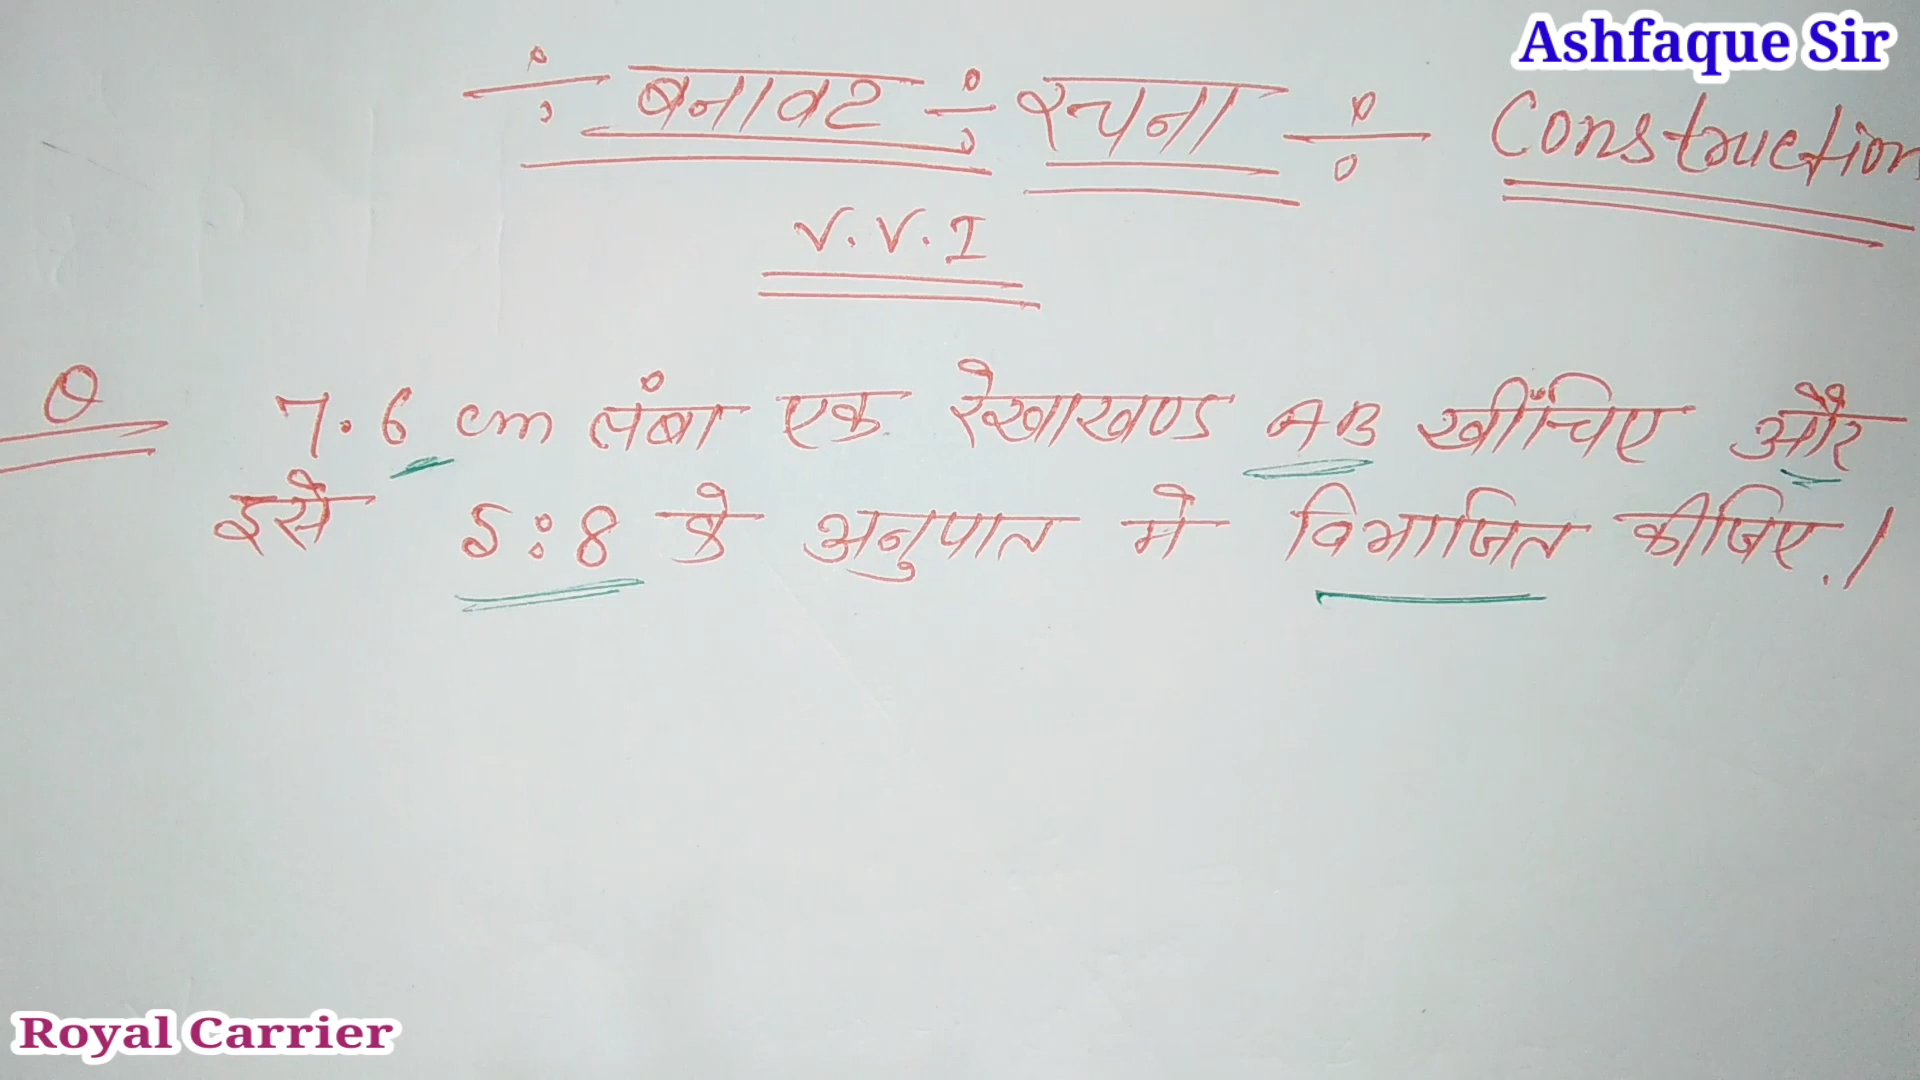 Ashfaque Sir
÷ बनावट ÷ रचना ÷ Construction
V.V.I
Q 7.6 cm लंबा एक रेखाखण्ड AB खींचिए और
इसे 5:8 के अनुपात मे विभाजित कीजिए.।
Royal Carrier